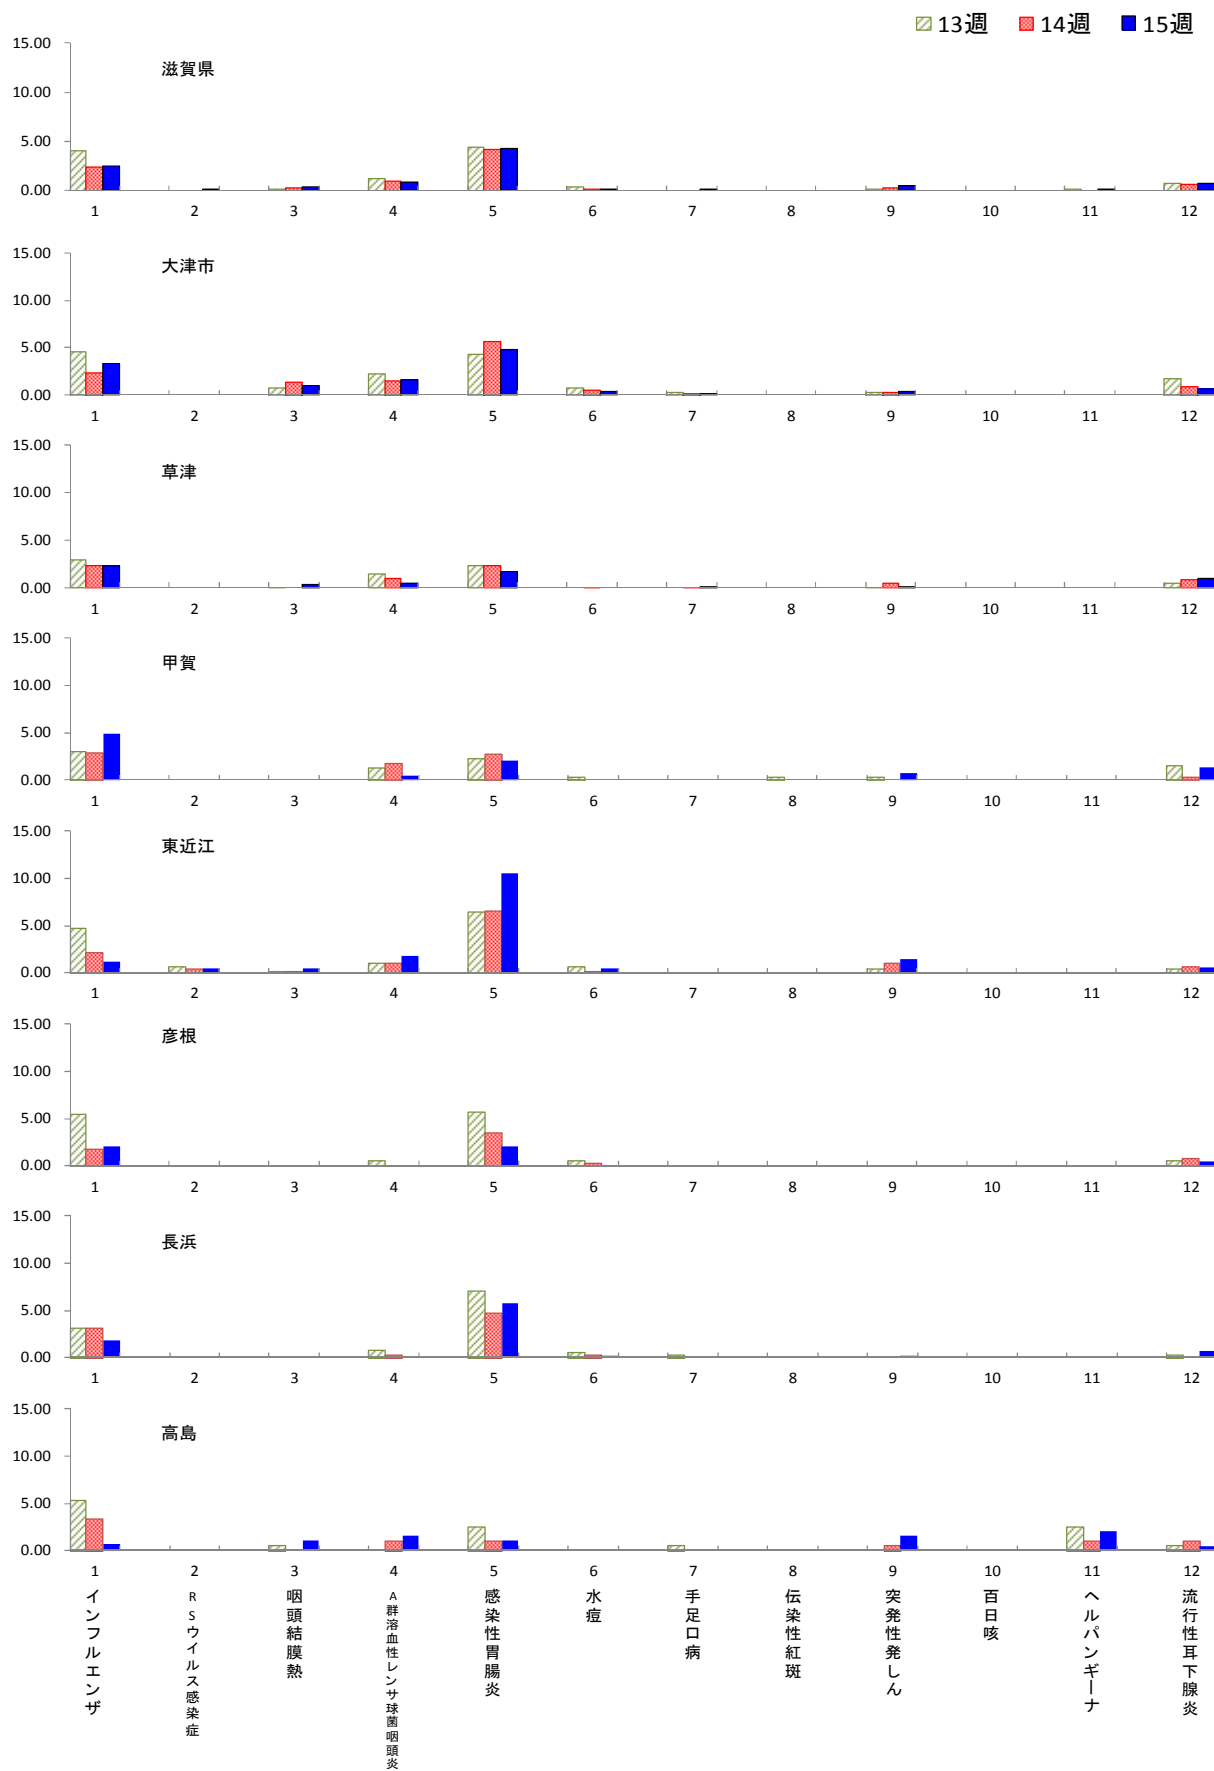 13週 14週 15週
15.00
滋賀県
10.00
5.00
0.00
1 2 3 4 5 6 7 8 9 10 11 12
15.00
大津市
10.00
5.00
0.00
1 2 3 4 5 6 7 8 9 10 11 12
15.00
草津
10.00
5.00
0.00
1 2 3 4 5 6 7 8 9 10 11 12
15.00
甲賀
10.00
5.00
0.00
1 2 3 4 5 6 7 8 9 10 11 12
15.00
東近江
10.00
5.00
0.00
1 2 3 4 5 6 7 8 9 10 11 12
15.00
彦根
10.00
5.00
0.00
1 2 3 4 5 6 7 8 9 10 11 12
15.00
長浜
10.00
5.00
0.00
1 2 3 4 5 6 7 8 9 10 11 12
15.00
高島
10.00
5.00
0.00
1 2 3 4 5 6 7 8 9 10 11 12
インフルエンザ
RSウイルス感染症
咽頭結膜熱
A群溶血性レンサ球菌咽頭炎
感染性胃腸炎
水痘
手足口病
伝染性紅斑
突発性発しん
百日咳
ヘルパンギーナ
流行性耳下腺炎